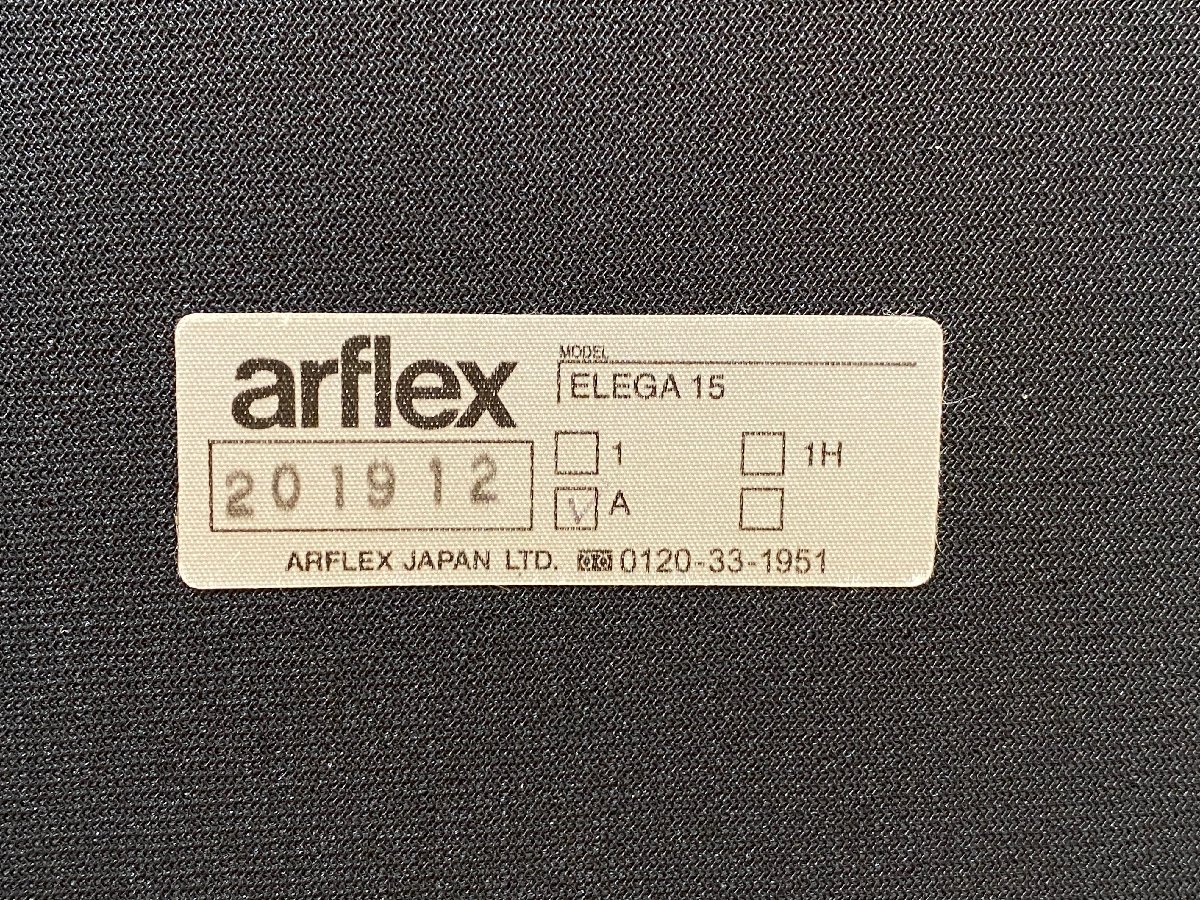 arflex
MODEL
ELEGA 15
201912
1
1H
A
ARFLEX JAPAN LTD. 0120-33-1951